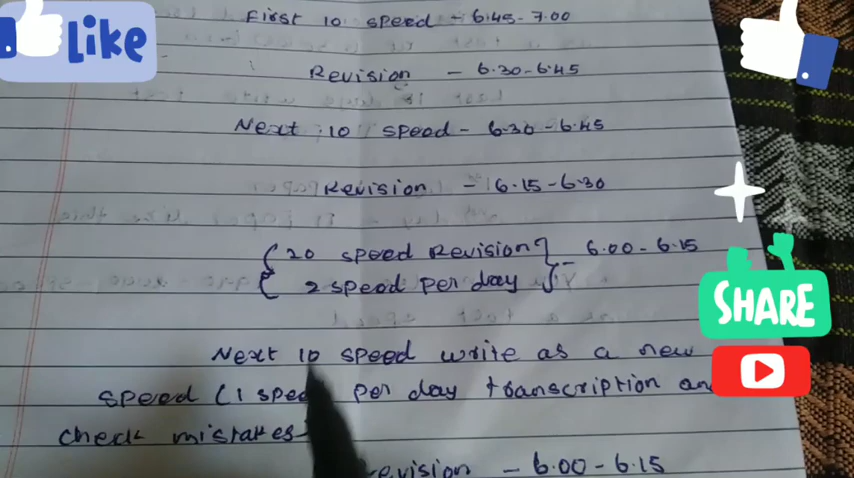 First 10 speed - 6.45-7.00
Like
Revision - 6.30-6.45
Next 10 speed - 6.30-6.45
Revision - 6.15-6.30
{ 20 speed Revision } - 6.00-6.15
{ 2 speed per day }
SHARE
Next 10 speed write as a new
speed (1 speed per day transcription an
check mistakes
revision - 6.00-6.15